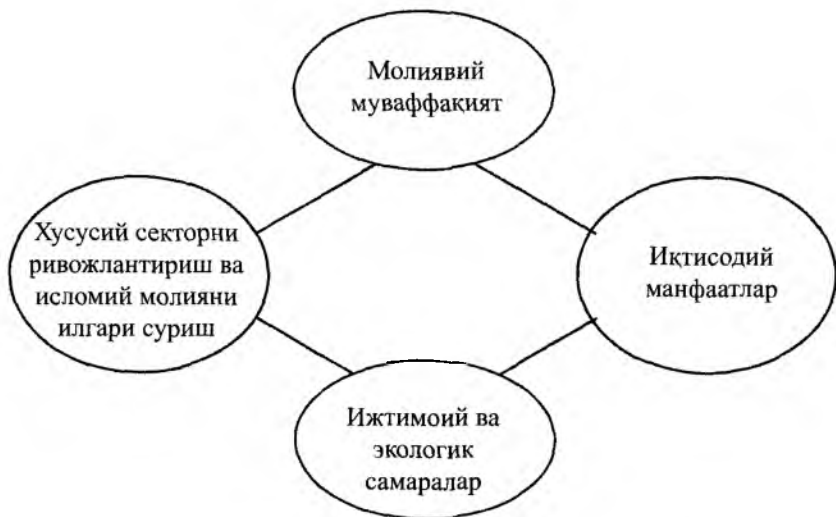 Молиявий
муваффақият
Хусусий секторни
ривожлантириш ва
исломий молияни
илгари суриш
Иқтисодий
манфаатлар
Ижтимоий ва
экологик
самаралар